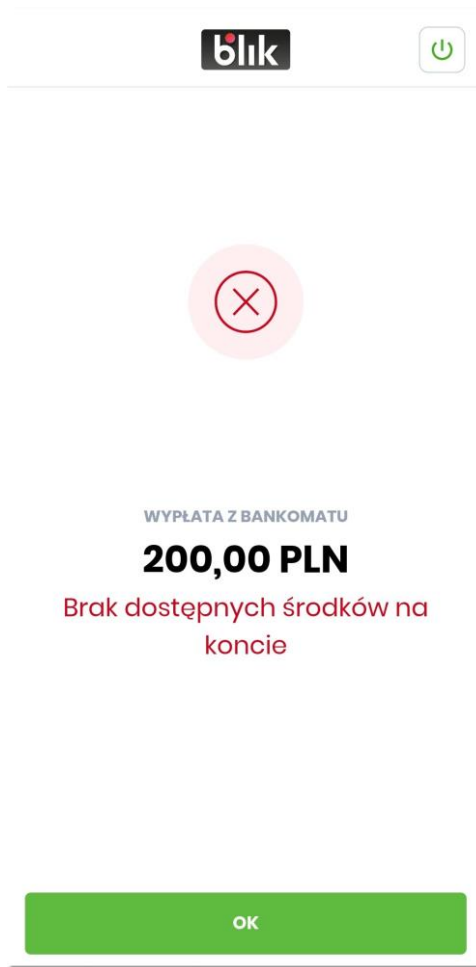 blik
WYPŁATA Z BANKOMATU
200,00 PLN
Brak dostępnych środków na
koncie
OK